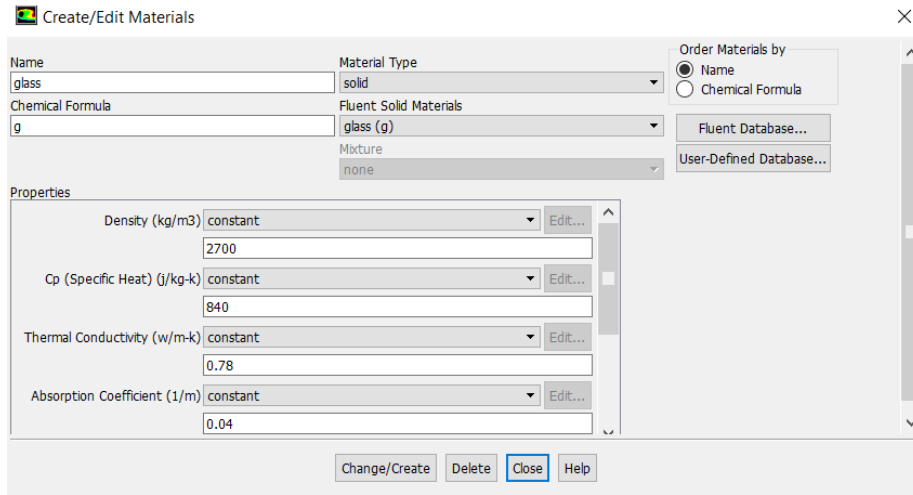 Create/Edit Materials
Name
glass
Chemical Formula
g
Material Type
solid
Fluent Solid Materials
glass (g)
Mixture
none
Order Materials by
Name
Chemical Formula
Fluent Database...
User-Defined Database...
Properties
Density (kg/m3) constant Edit...
2700
Cp (Specific Heat) (j/kg-k) constant Edit...
840
Thermal Conductivity (w/m-k) constant Edit...
0.78
Absorption Coefficient (1/m) constant Edit...
0.04
Change/Create Delete Close Help